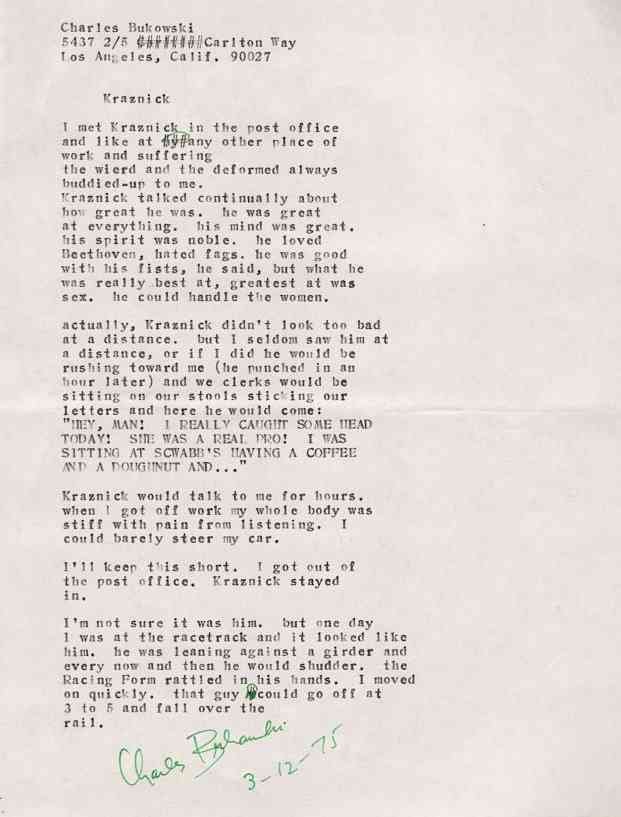 Charles Bukowski
5437 2/5 ########Carlton Way
Los Angeles, Calif. 90027
Kraznick
I met Kraznick in the post office
and like at any other place of
work and suffering
the wierd and the deformed always
buddied-up to me.
Kraznick talked continually about
how great he was.  he was great
at everything.  his mind was great.
his spirit was noble.  he loved
Beethoven, hated fags. he was good
with his fists, he said, but what he
was really best at, greatest at was
sex.  he could handle the women.
actually, Kraznick didn't look too bad
at a distance.  but I seldom saw him at
a distance, or if I did he would be
rushing toward me (he punched in an
hour later) and we clerks would be
sitting on our stools sticking our
letters and here he would come:
"HEY, MAN!  I REALLY CAUGHT SOME HEAD
TODAY!  SHE WAS A REAL PRO!  I WAS
SITTING AT SCWABB'S HAVING A COFFEE
AND A DOUGHNUT AND..."
Kraznick would talk to me for hours.
when I got off work my whole body was
stiff with pain from listening.  I
could barely steer my car.
I'll keep this short.  I got out of
the post office.  Kraznick stayed
in.
I'm not sure it was him.  but one day
I was at the racetrack and it looked like
him.  he was leaning against a girder and
every now and then he would shudder.  the
Racing Form rattled in his hands.  I moved
on quickly.  that guy could go off at
3 to 5 and fall over the
rail.
Charles Bukowski
3-12-75